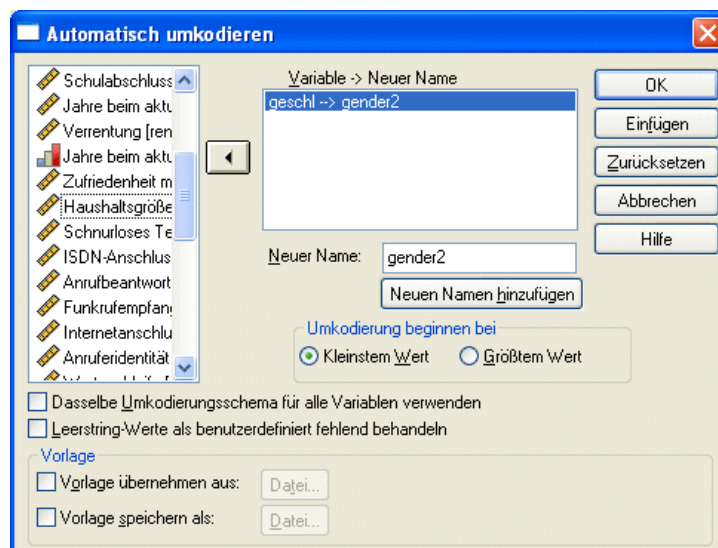 Automatisch umkodieren
Schulabschluss
Jahre beim aktu
Verrentung [ren
Jahre beim aktu
Zufriedenheit m
Haushaltsgröße
Schnurloses Te
ISDN-Anschlus
Anrufbeantwort
Funkrufempfan
Internetanschlu
Anruferidentität
Variable -> Neuer Name
geschl --> gender2
Neuer Name: gender2
Neuen Namen hinzufügen
Umkodierung beginnen bei
Kleinstem Wert Größtem Wert
OK
Einfügen
Zurücksetzen
Abbrechen
Hilfe
Dasselbe Umkodierungsschema für alle Variablen verwenden
Leerstring-Werte als benutzerdefiniert fehlend behandeln
Vorlage
Vorlage übernehmen aus: Datei...
Vorlage speichern als: Datei...